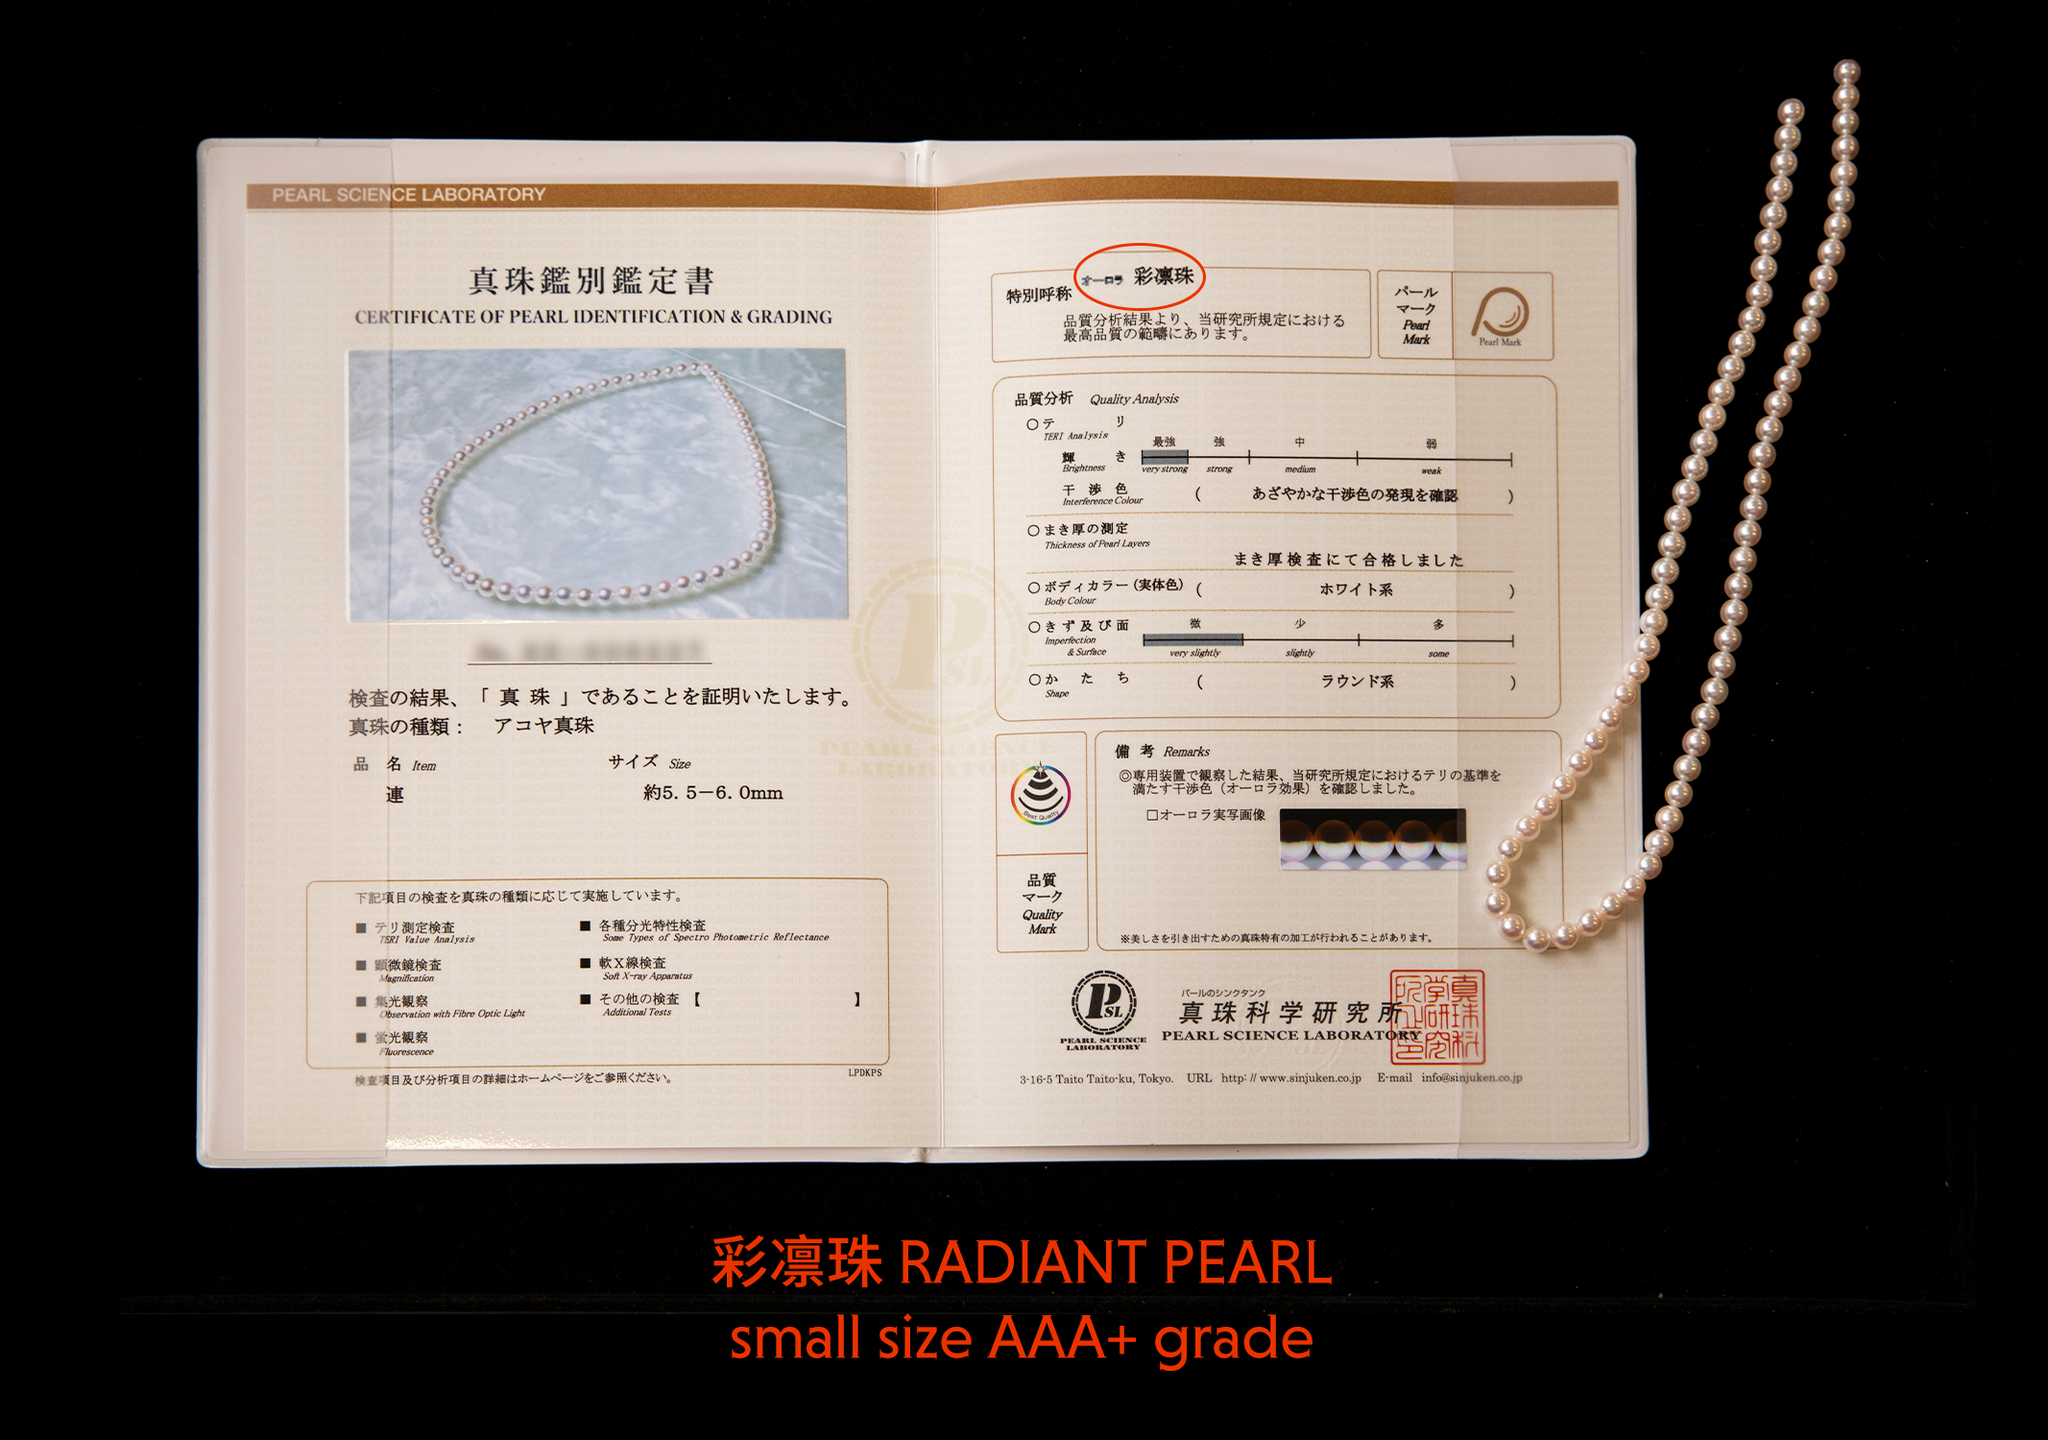 PEARL SCIENCE LABORATORY
真珠鑑別鑑定書
CERTIFICATE OF PEARL IDENTIFICATION & GRADING
検査の結果、「 真 珠 」であることを証明いたします。
真珠の種類： アコヤ真珠
品 名 Item サイズ Size
連 約5.5－6.0mm
下記項目の検査を真珠の種類に応じて実施しています。
■ テリ測定検査 ■ 各種分光特性検査
TERI Value Analysis Some Types of Spectro Photometric Reflectance
■ 顕微鏡検査 ■ 軟Ｘ線検査
Magnification Soft X-ray Apparatus
■ 集光観察 ■ その他の検査 【 】
Observation with Fibre Optic Light Additional Tests
■ 蛍光観察
Fluorescence
検査項目及び分析項目の詳細はホームページをご参照ください。
LPDKPS
PSL
PEARL SCIENCE
LABORATORY
特別呼称 オーロラ 彩凛珠
品質分析結果より、当研究所規定における
最高品質の範疇にあります。
パール
マーク
Pearl
Mark
Pearl Mark
品質分析 Quality Analysis
○テ リ
TERI Analysis
最強 強 中 弱
輝 き
Brightness
very strong strong medium weak
干 渉 色 ( あざやかな干渉色の発現を確認 )
Interference Colour
○まき厚の測定
Thickness of Pearl Layers
まき厚検査にて合格しました
○ボディカラー(実体色) ( ホワイト系 )
Body Colour
○きず及び面 微 少 多
Imperfection
& Surface
very slightly slightly some
○か た ち ( ラウンド系 )
Shape
Best Quality
品質
マーク
Quality
Mark
備 考 Remarks
◎専用装置で観察した結果、当研究所規定におけるテリの基準を
満たす干渉色（オーロラ効果）を確認しました。
□オーロラ実写画像
※美しさを引き出すための真珠特有の加工が行われることがあります。
PSL
PEARL SCIENCE
LABORATORY
パールのシンクタンク
真珠科学研究所
PEARL SCIENCE LABORATORY
3-16-5 Taito Taito-ku, Tokyo. URL http://www.sinjuken.co.jp E-mail info@sinjuken.co.jp
彩凛珠 RADIANT PEARL
small size AAA+ grade